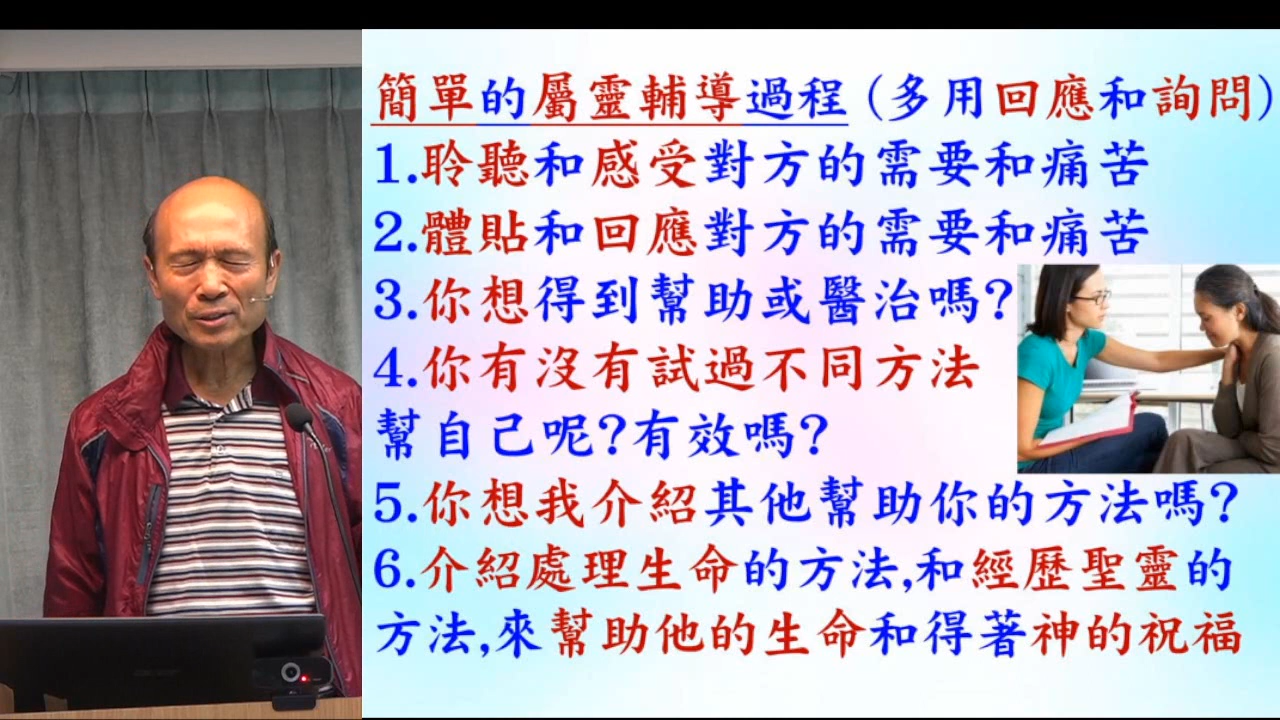 簡單的屬靈輔導過程 (多用回應和詢問)
1.聆聽和感受對方的需要和痛苦
2.體貼和回應對方的需要和痛苦
3.你想得到幫助或醫治嗎?
4.你有沒有試過不同方法
幫自己呢?有效嗎?
5.你想我介紹其他幫助你的方法嗎?
6.介紹處理生命的方法,和經歷聖靈的
方法,來幫助他的生命和得著神的祝福